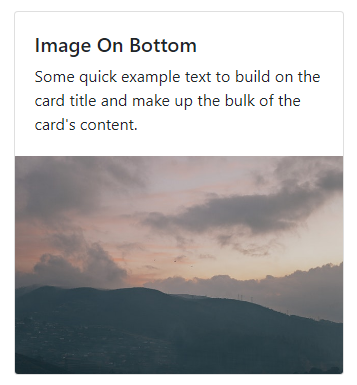 Image On Bottom
Some quick example text to build on the
card title and make up the bulk of the
card's content.